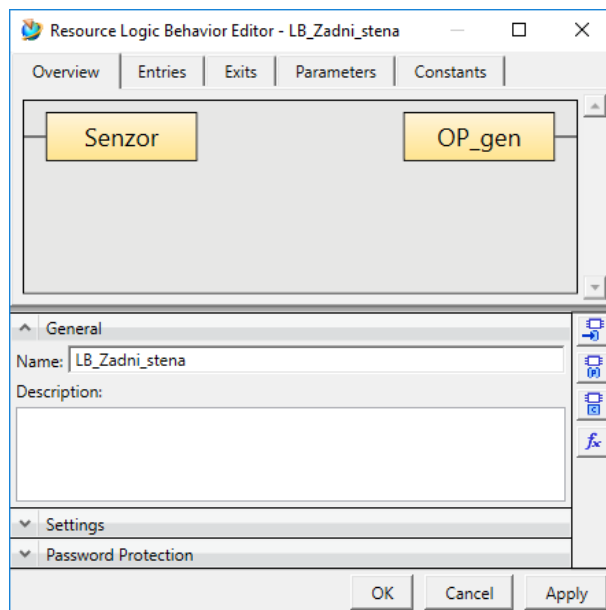 Resource Logic Behavior Editor - LB_Zadni_stena
Overview Entries Exits Parameters Constants
Senzor OP_gen
General
Name: LB_Zadni_stena
Description:
Settings
Password Protection
OK Cancel Apply